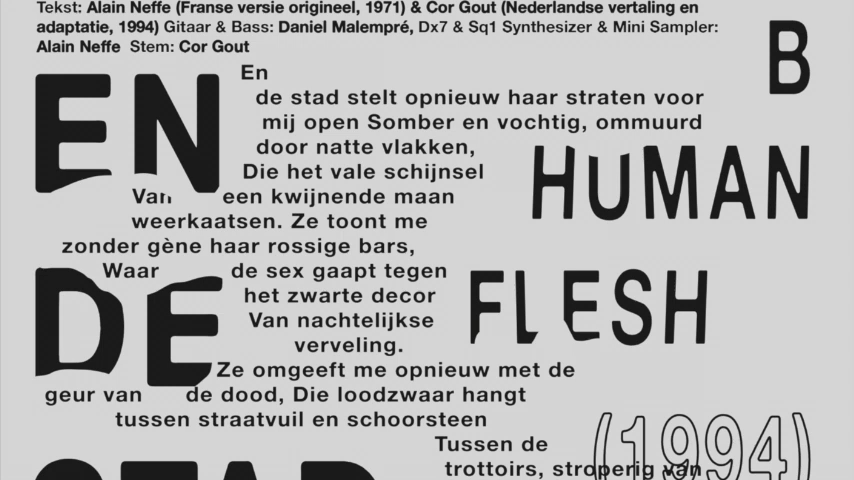 Tekst: Alain Neffe (Franse versie origineel, 1971) & Cor Gout (Nederlandse vertaling en
adaptatie, 1994) Gitaar & Bass: Daniel Malempré, Dx7 & Sq1 Synthesizer & Mini Sampler:
Alain Neffe Stem: Cor Gout
B
HUMAN
FLESH
(1994)
EN
DE
STAD
En
de stad stelt opnieuw haar straten voor
mij open Somber en vochtig, ommuurd
door natte vlakken,
Die het vale schijnsel
Van een kwijnende maan
weerkaatsen. Ze toont me
zonder gène haar rossige bars,
Waar de sex gaapt tegen
het zwarte decor
Van nachtelijkse
verveling.
Ze omgeeft me opnieuw met de
geur van de dood, Die loodzwaar hangt
tussen straatvuil en schoorsteen
Tussen de
trottoirs, stroperig van